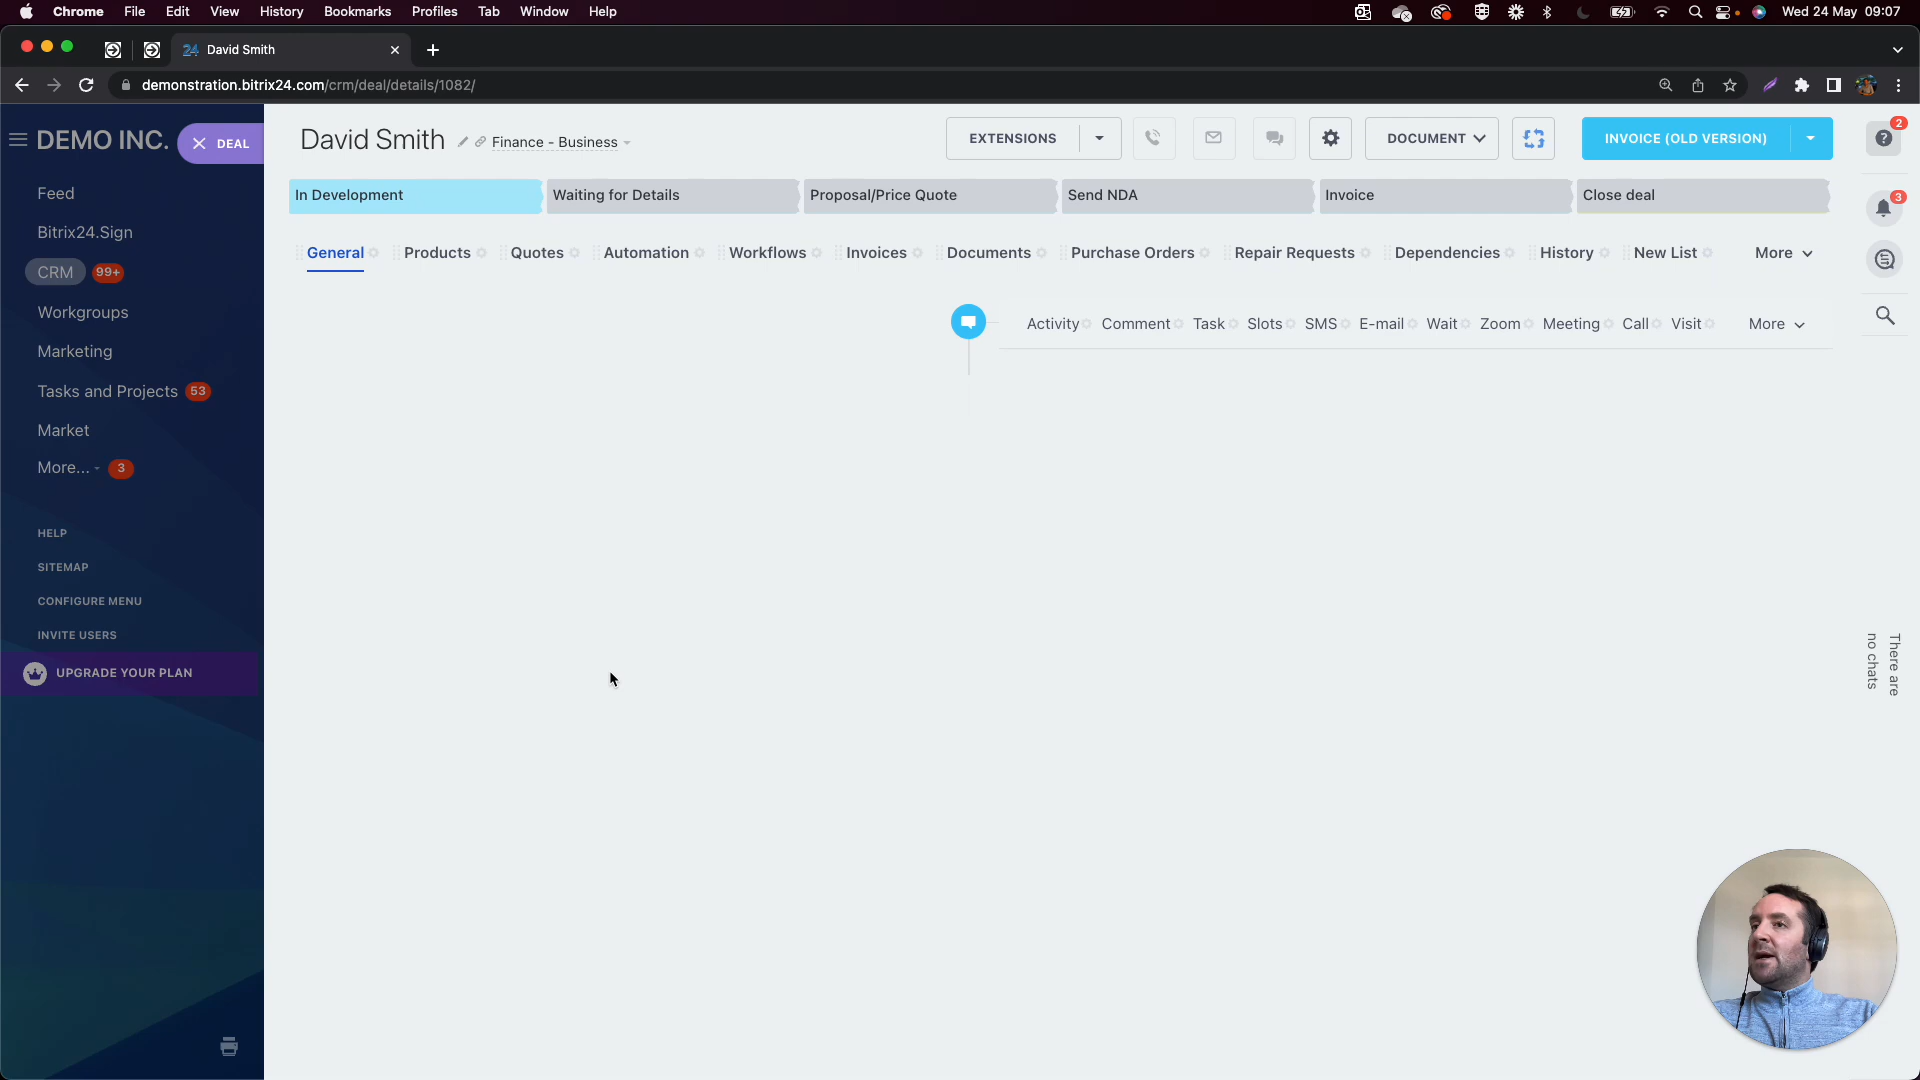 Chrome File Edit View History Bookmarks Profiles Tab Window Help
Wed 24 May 09:07
24 David Smith
demonstration.bitrix24.com/crm/deal/details/1082/
DEMO INC.
DEAL
David Smith
Finance - Business
EXTENSIONS
DOCUMENT
INVOICE (OLD VERSION)
2
In Development
Waiting for Details
Proposal/Price Quote
Send NDA
Invoice
Close deal
3
General
Products
Quotes
Automation
Workflows
Invoices
Documents
Purchase Orders
Repair Requests
Dependencies
History
New List
More
Activity
Comment
Task
Slots
SMS
E-mail
Wait
Zoom
Meeting
Call
Visit
More
Feed
Bitrix24.Sign
CRM 99+
Workgroups
Marketing
Tasks and Projects 53
Market
More... 3
HELP
SITEMAP
CONFIGURE MENU
INVITE USERS
UPGRADE YOUR PLAN
There are
no chats